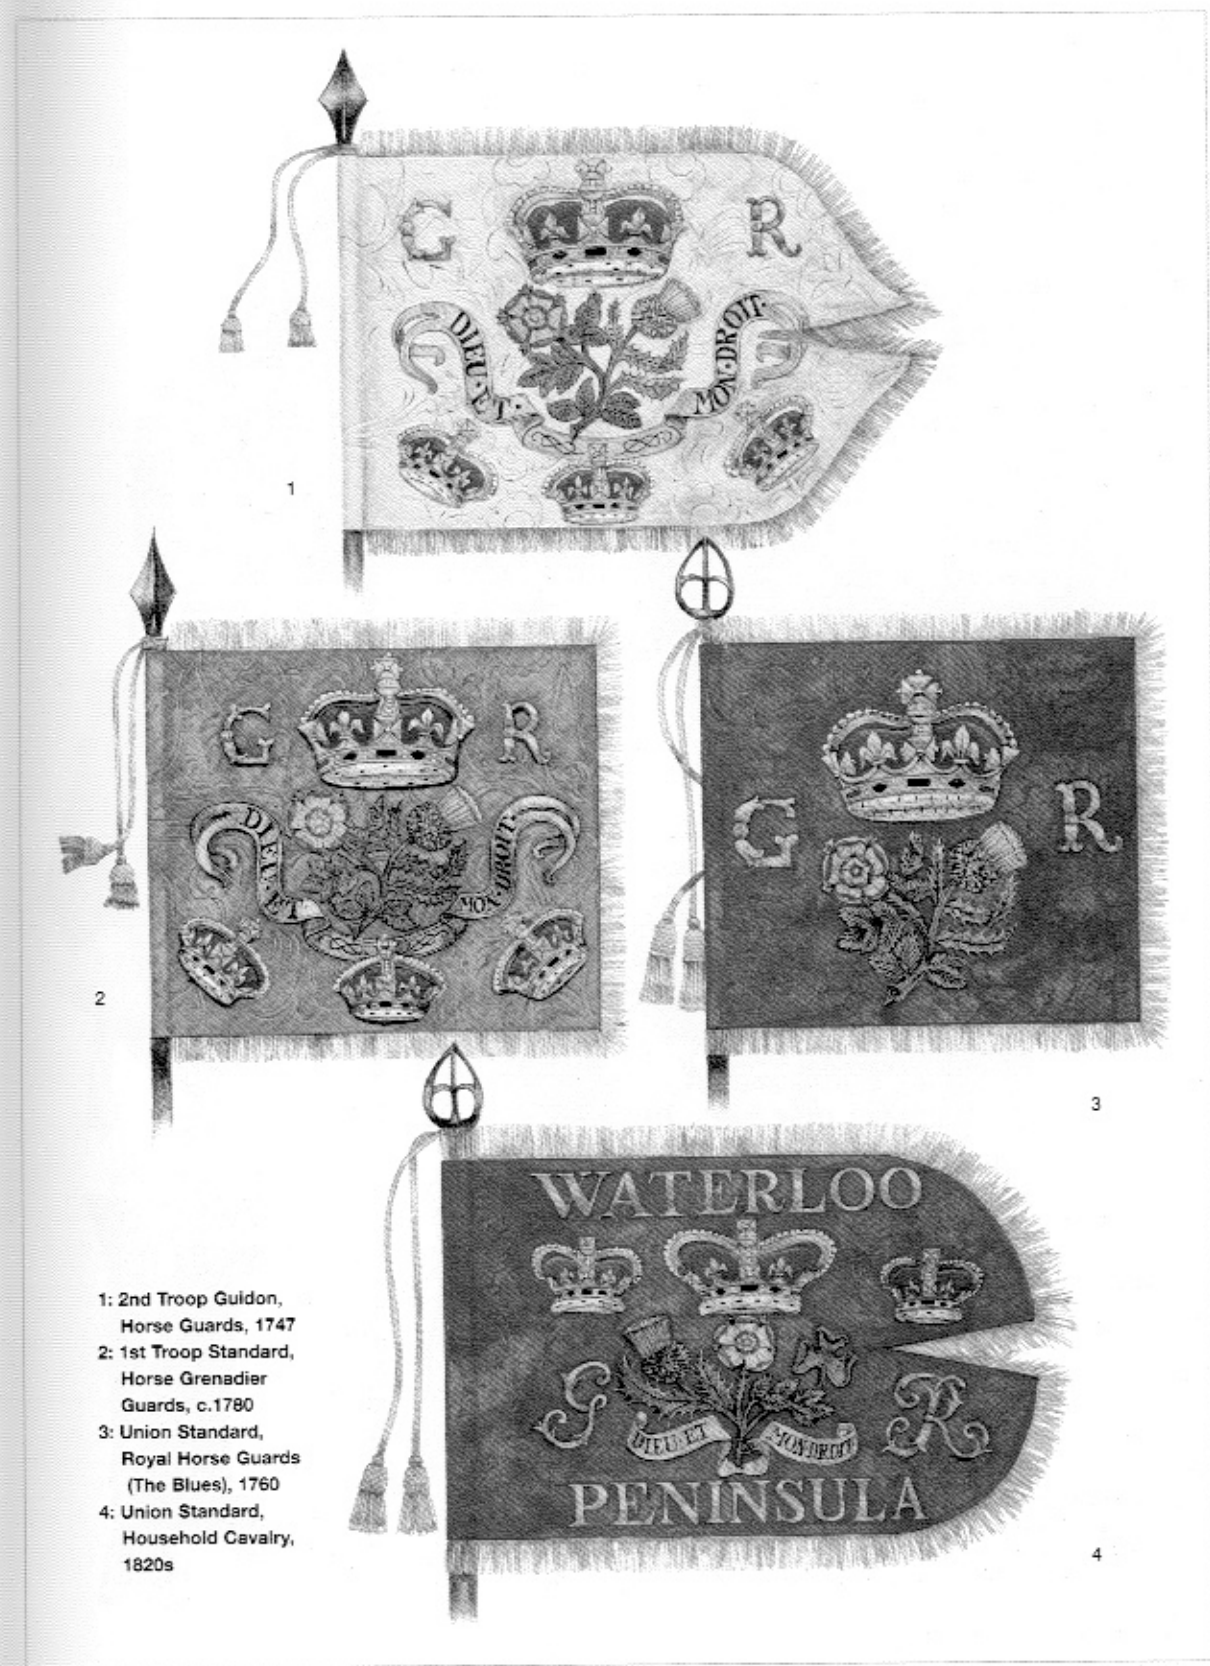 G R
DIEU·ET· MON·DROIT·
1
G R
DIEU·ET MON·DROIT·
2
G R
3
WATERLOO
G R
DIEU·ET MON·DROIT
PENINSULA
4
1: 2nd Troop Guidon,
Horse Guards, 1747
2: 1st Troop Standard,
Horse Grenadier
Guards, c.1780
3: Union Standard,
Royal Horse Guards
(The Blues), 1760
4: Union Standard,
Household Cavalry,
1820s